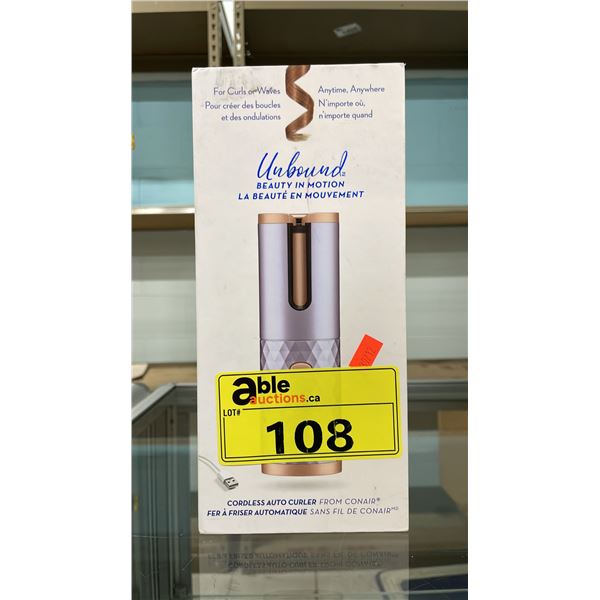 For Curls or Waves
Pour créer des boucles
et des ondulations
Anytime, Anywhere
N'importe où,
n'importe quand
Unbound
BEAUTY IN MOTION
LA BEAUTÉ EN MOUVEMENT
able
auctions.ca
LOT#
108
CORDLESS AUTO CURLER FROM CONAIR®
FER À FRISER AUTOMATIQUE SANS FIL DE CONAIR MD